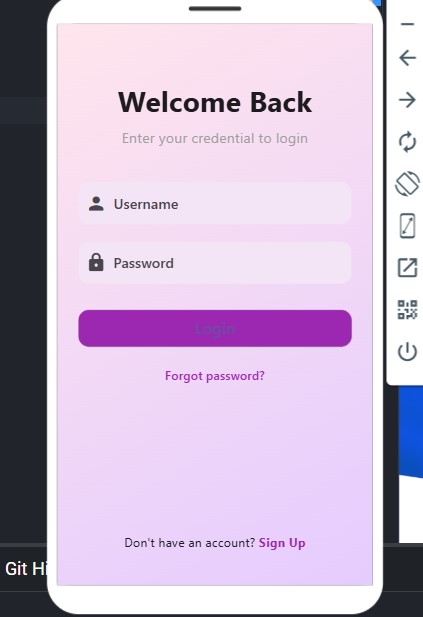 Welcome Back
Enter your credential to login
Username
Password
Login
Forgot password?
Don't have an account? Sign Up
Git Hi